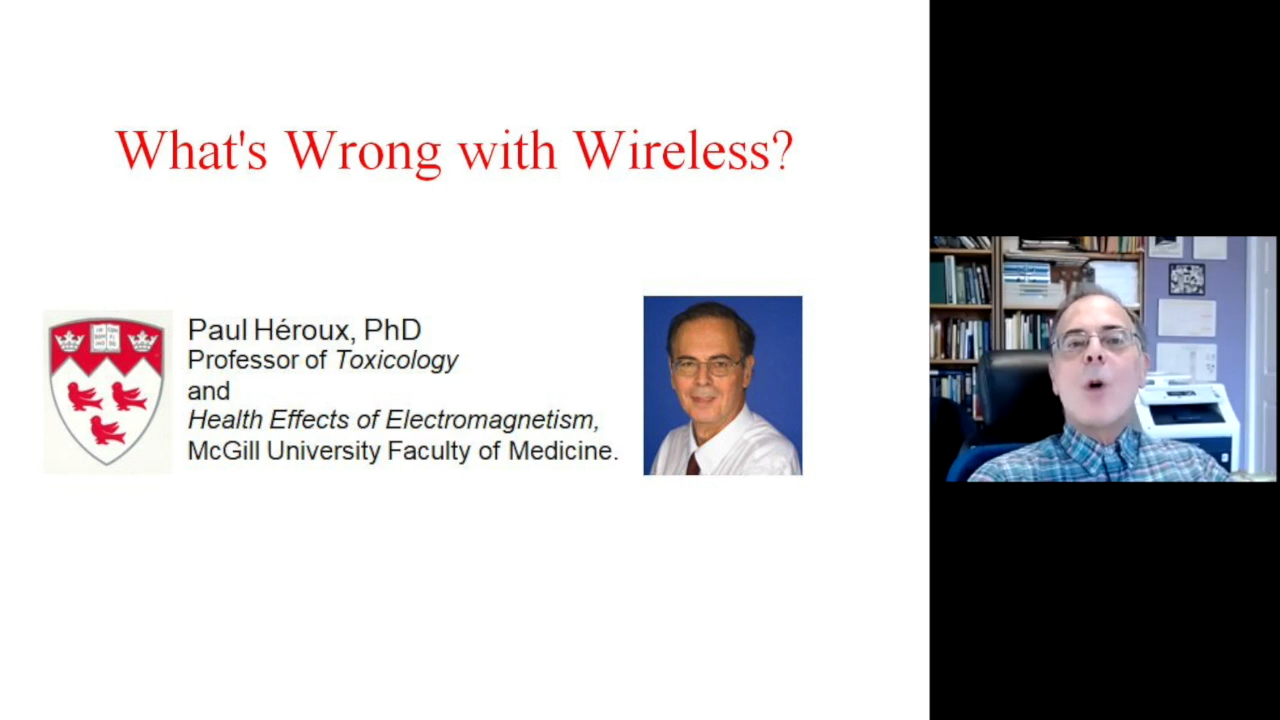 What's Wrong with Wireless?
Paul Héroux, PhD
Professor of Toxicology
and
Health Effects of Electromagnetism,
McGill University Faculty of Medicine.